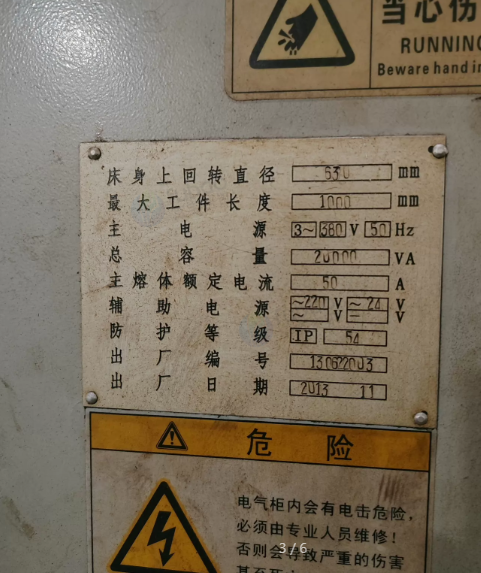 当心伤
RUNNING
Beware hand in
床身上回转直径 630 mm
最大工件长度 1000 mm
主电源 3~ 380 V 50 Hz
总容量 20000 VA
主熔体额定电流 50 A
辅助电源 ~220 V ~24 V
~ V - V
防护等级 IP 54
出厂编号 13062203
出厂日期 2013 11
危险
电气柜内会有电击危险,
必须由专业人员维修!
否则会导致严重的伤害
3/6